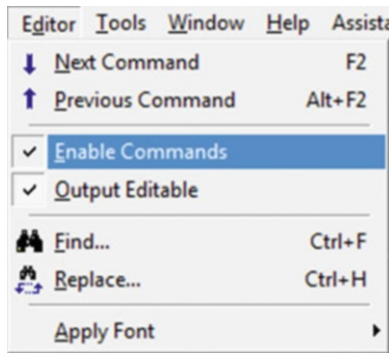 Editor Tools Window Help
Next Command F2
Previous Command Alt+F2
Enable Commands
Output Editable
Find... Ctrl+F
Replace... Ctrl+H
Apply Font